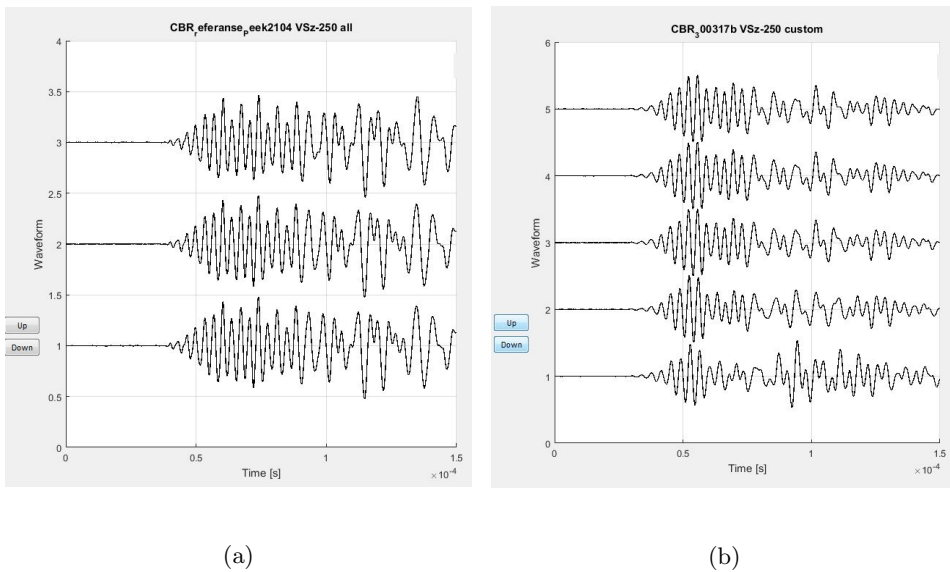 CBR_referanse_peek2104 VSz-250 all
4
3.5
3
2.5
2
1.5
1
0.5
0
Waveform
Up
Down
0
0.5
1
1.5
Time [s]
×10⁻⁴
(a)
CBR_300317b VSz-250 custom
6
5
4
3
2
1
0
Waveform
Up
Down
0
0.5
1
1.5
Time [s]
×10⁻⁴
(b)